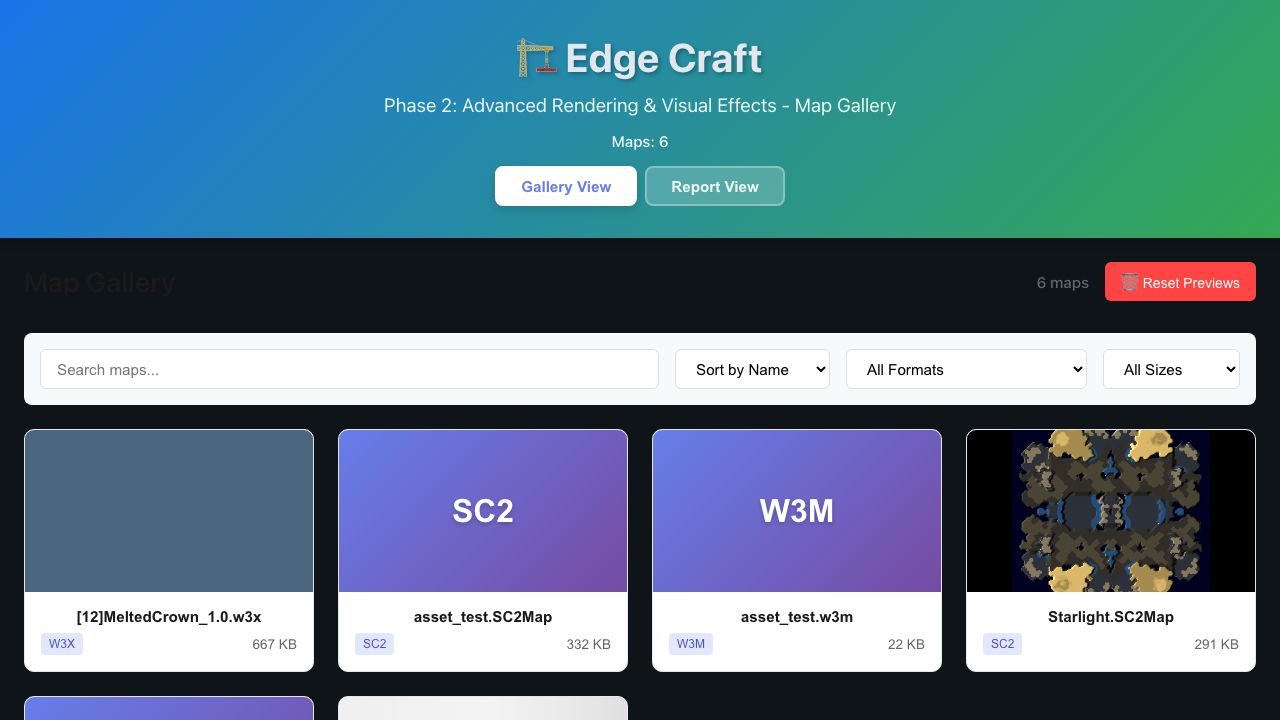 Edge Craft
Phase 2: Advanced Rendering & Visual Effects - Map Gallery
Maps: 6
Gallery View
Report View
Map Gallery
6 maps
Reset Previews
Search maps...
Sort by Name
All Formats
All Sizes
SC2
W3M
[12]MeltedCrown_1.0.w3x
W3X
667 KB
asset_test.SC2Map
SC2
332 KB
asset_test.w3m
W3M
22 KB
Starlight.SC2Map
SC2
291 KB